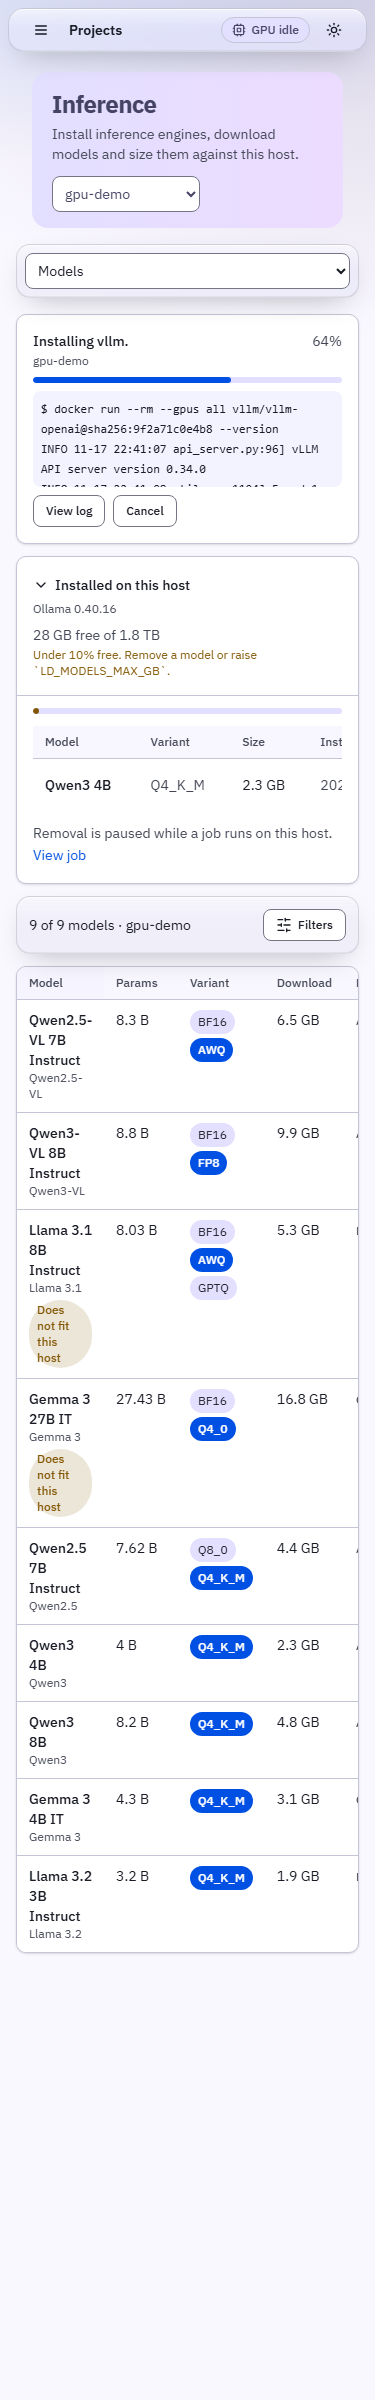 Projects
GPU idle
Inference
Install inference engines, download
models and size them against this host.
gpu-demo
Models
Installing vllm.
64%
gpu-demo
$ docker run --rm --gpus all vllm/vllm-
openai@sha256:9f2a71c0e4b8 --version
INFO 11-17 22:41:07 api_server.py:96] vLLM
API server version 0.34.0
View log
Cancel
Installed on this host
Ollama 0.40.16
28 GB free of 1.8 TB
Under 10% free. Remove a model or raise
`LD_MODELS_MAX_GB`.
Model Variant Size Inst
Qwen3 4B Q4_K_M 2.3 GB 202
Removal is paused while a job runs on this host.
View job
9 of 9 models · gpu-demo
Filters
Model Params Variant Download
Qwen2.5-
VL 7B
Instruct
Qwen2.5-
VL
8.3 B
BF16
AWQ
6.5 GB
Qwen3-
VL 8B
Instruct
Qwen3-VL
8.8 B
BF16
FP8
9.9 GB
Llama 3.1
8B
Instruct
Llama 3.1
Does
not fit
this
host
8.03 B
BF16
AWQ
GPTQ
5.3 GB
Gemma 3
27B IT
Gemma 3
Does
not fit
this
host
27.43 B
BF16
Q4_0
16.8 GB
Qwen2.5
7B
Instruct
Qwen2.5
7.62 B
Q8_0
Q4_K_M
4.4 GB
Qwen3
4B
Qwen3
4 B
Q4_K_M
2.3 GB
Qwen3
8B
Qwen3
8.2 B
Q4_K_M
4.8 GB
Gemma 3
4B IT
Gemma 3
4.3 B
Q4_K_M
3.1 GB
Llama 3.2
3B
Instruct
Llama 3.2
3.2 B
Q4_K_M
1.9 GB